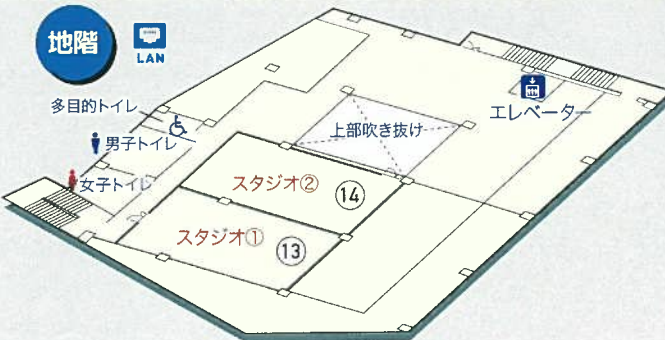 地階
LAN
多目的トイレ
男子トイレ
女子トイレ
エレベーター
上部吹き抜け
スタジオ②
⑭
スタジオ①
⑬